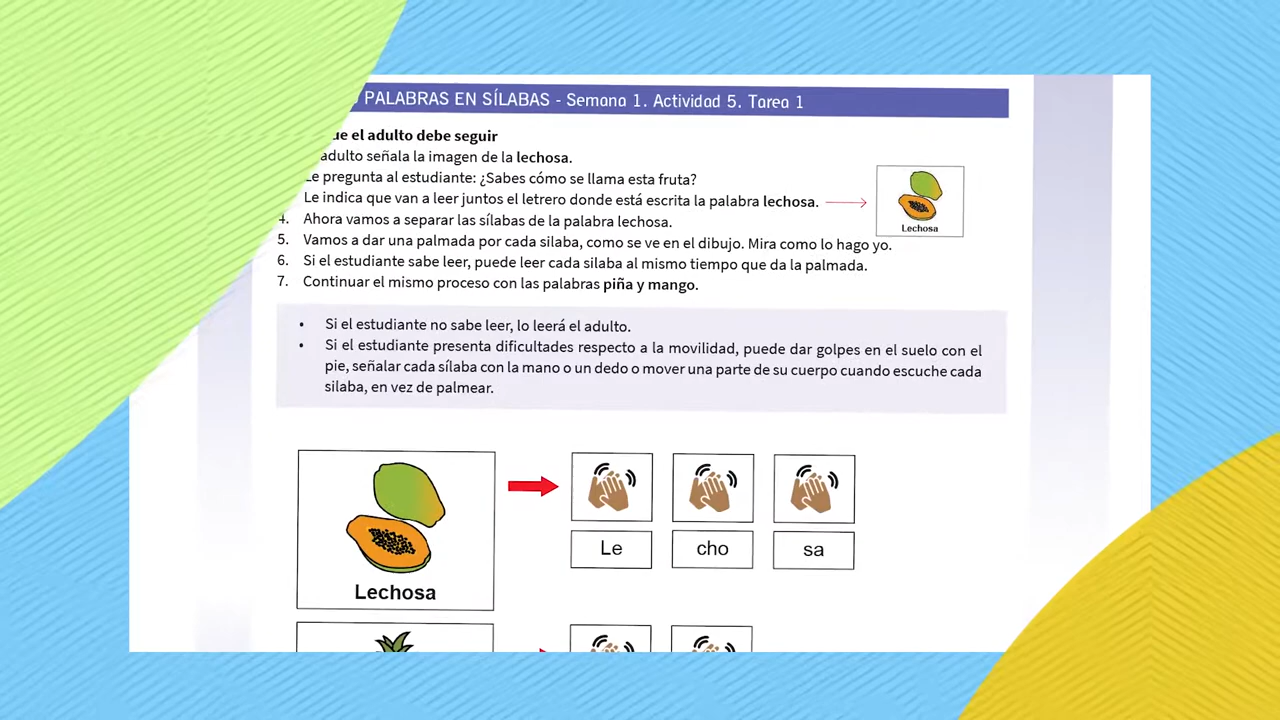 PALABRAS EN SÍLABAS - Semana 1. Actividad 5. Tarea 1
que el adulto debe seguir
adulto señala la imagen de la lechosa.
Le pregunta al estudiante: ¿Sabes cómo se llama esta fruta?
Le indica que van a leer juntos el letrero donde está escrita la palabra lechosa.
Lechosa
4. Ahora vamos a separar las sílabas de la palabra lechosa.
5. Vamos a dar una palmada por cada silaba, como se ve en el dibujo. Mira como lo hago yo.
6. Si el estudiante sabe leer, puede leer cada silaba al mismo tiempo que da la palmada.
7. Continuar el mismo proceso con las palabras piña y mango.
• Si el estudiante no sabe leer, lo leerá el adulto.
• Si el estudiante presenta dificultades respecto a la movilidad, puede dar golpes en el suelo con el
pie, señalar cada sílaba con la mano o un dedo o mover una parte de su cuerpo cuando escuche cada
silaba, en vez de palmear.
Le cho sa
Lechosa